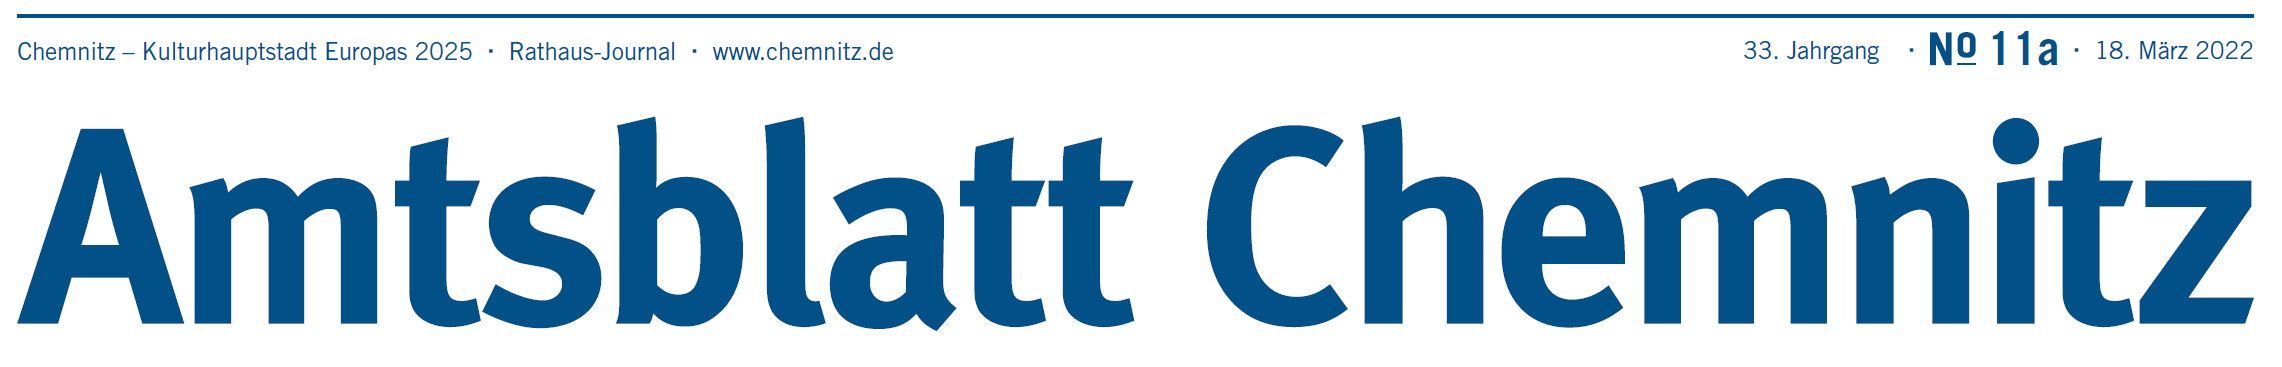 Chemnitz – Kulturhauptstadt Europas 2025 · Rathaus-Journal · www.chemnitz.de 33. Jahrgang · Nº 11a · 18. März 2022
Amtsblatt Chemnitz